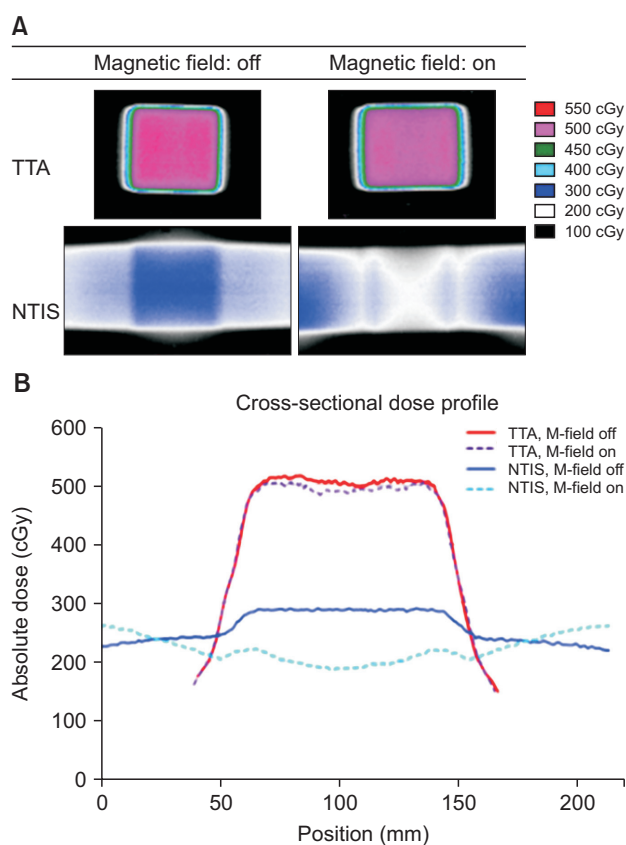 A
Magnetic field: off Magnetic field: on
TTA
NTIS
550 cGy
500 cGy
450 cGy
400 cGy
300 cGy
200 cGy
100 cGy
B
Cross-sectional dose profile
TTA, M-field off
TTA, M-field on
NTIS, M-field off
NTIS, M-field on
Absolute dose (cGy)
600
500
400
300
200
100
0
0 50 100 150 200
Position (mm)